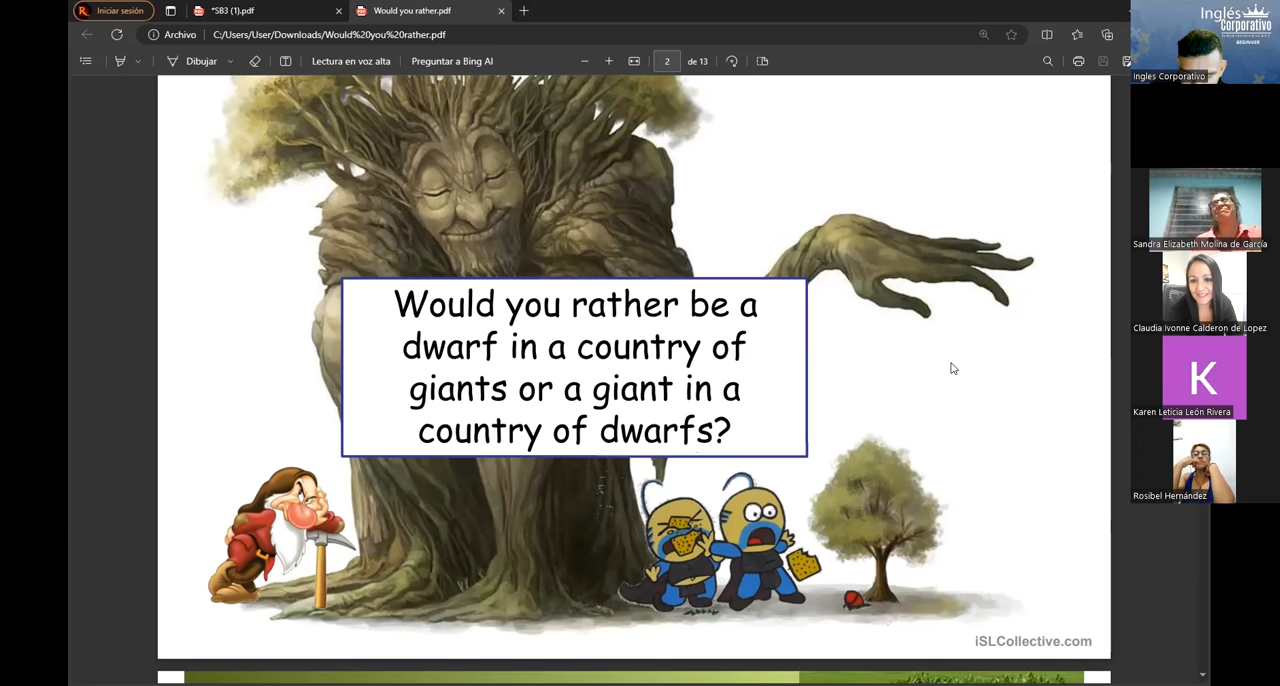 Iniciar sesión
*SB3 (1).pdf
Would you rather.pdf
Archivo
C:/Users/User/Downloads/Would%20you%20rather.pdf
Dibujar
Lectura en voz alta
Preguntar a Bing AI
2
de 13
Would you rather be a
dwarf in a country of
giants or a giant in a
country of dwarfs?
iSLCollective.com
Inglés
Corporativo
BEGINNER
Ingles Corporativo
Sandra Elizabeth Molina de García
Claudia Ivonne Calderon de Lopez
K
Karen Leticia León Rivera
Rosibel Hernández